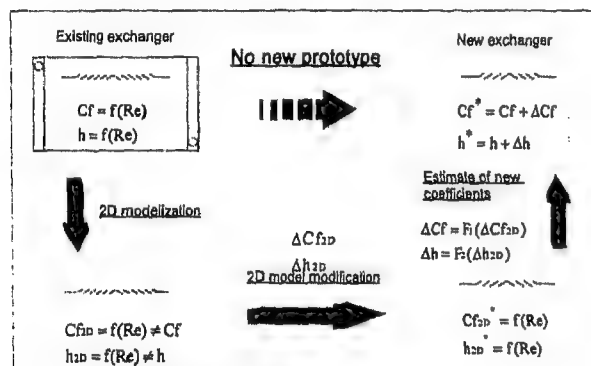 Existing exchanger
No new prototype
New exchanger
Cf = f(Re)
h = f(Re)
Cf* = Cf + ΔCf
h* = h + Δh
Estimate of new
coefficients
2D modelization
ΔCf = F₁(ΔCf2D)
Δh = F₂(Δh2D)
ΔCf2D
Δh2D
2D model modification
Cf2D = f(Re) ≠ Cf
h2D = f(Re) ≠ h
Cf2D* = f(Re)
h2D* = f(Re)